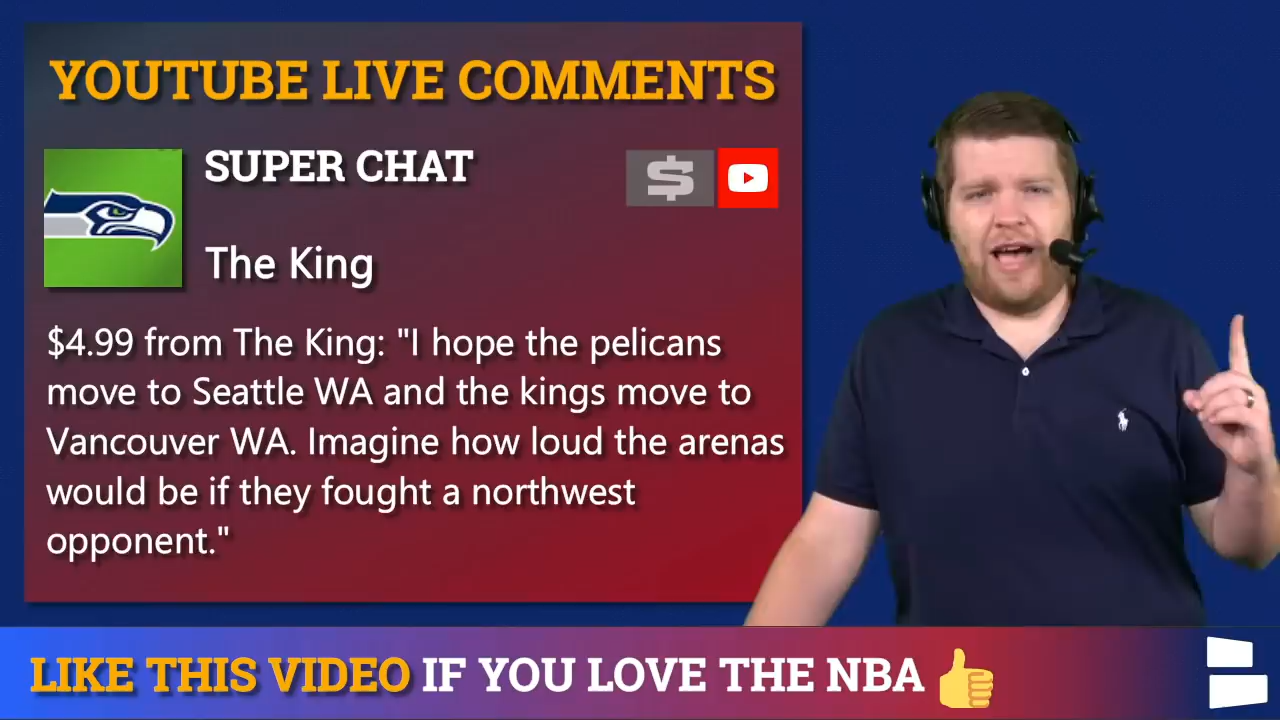 YOUTUBE LIVE COMMENTS
SUPER CHAT
$
The King
$4.99 from The King: "I hope the pelicans
move to Seattle WA and the kings move to
Vancouver WA. Imagine how loud the arenas
would be if they fought a northwest
opponent."
LIKE THIS VIDEO IF YOU LOVE THE NBA